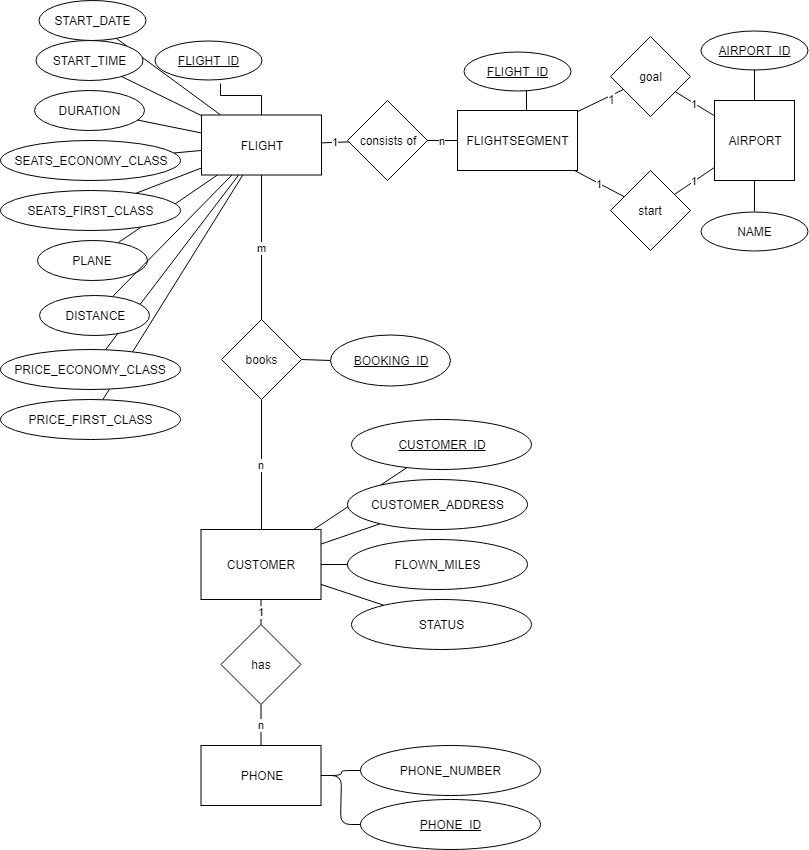 START_DATE
START_TIME
FLIGHT_ID
DURATION
SEATS_ECONOMY_CLASS
SEATS_FIRST_CLASS
PLANE
DISTANCE
PRICE_ECONOMY_CLASS
PRICE_FIRST_CLASS
FLIGHT
1
consists of
n
FLIGHT_ID
FLIGHTSEGMENT
1
goal
1
1
start
1
AIRPORT_ID
AIRPORT
NAME
m
books
BOOKING_ID
n
CUSTOMER_ID
CUSTOMER_ADDRESS
CUSTOMER
FLOWN_MILES
STATUS
1
has
n
PHONE
PHONE_NUMBER
PHONE_ID